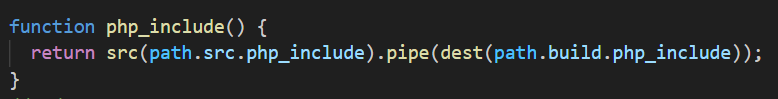 function php_include() {
  return src(path.src.php_include).pipe(dest(path.build.php_include));
}